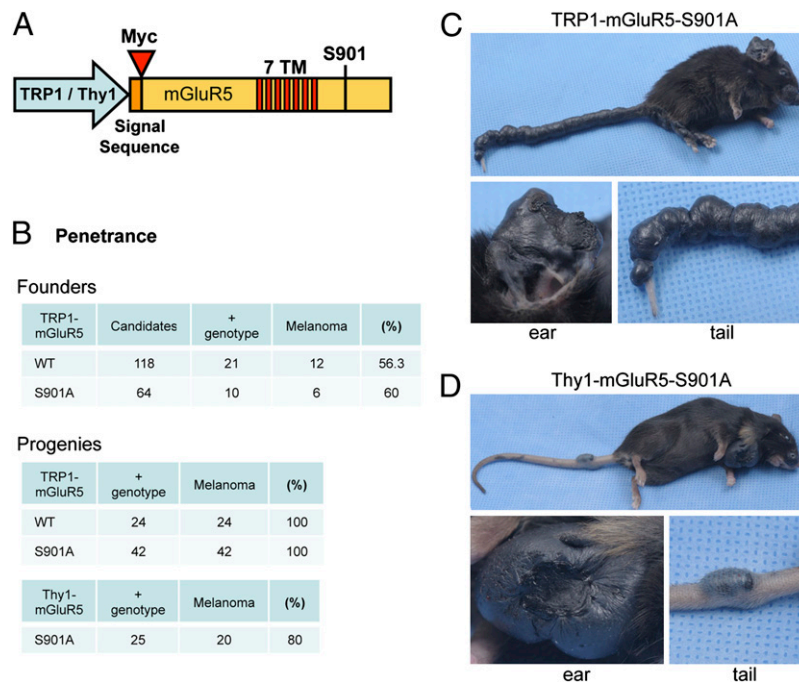 A
Myc
S901
7 TM
TRP1 / Thy1
mGluR5
Signal
Sequence
B Penetrance
Founders
TRP1-
mGluR5 Candidates +
genotype Melanoma (%)
WT 118 21 12 56.3
S901A 64 10 6 60
Progenies
TRP1-
mGluR5 +
genotype Melanoma (%)
WT 24 24 100
S901A 42 42 100
Thy1-
mGluR5 +
genotype Melanoma (%)
S901A 25 20 80
C TRP1-mGluR5-S901A
ear tail
D Thy1-mGluR5-S901A
ear tail